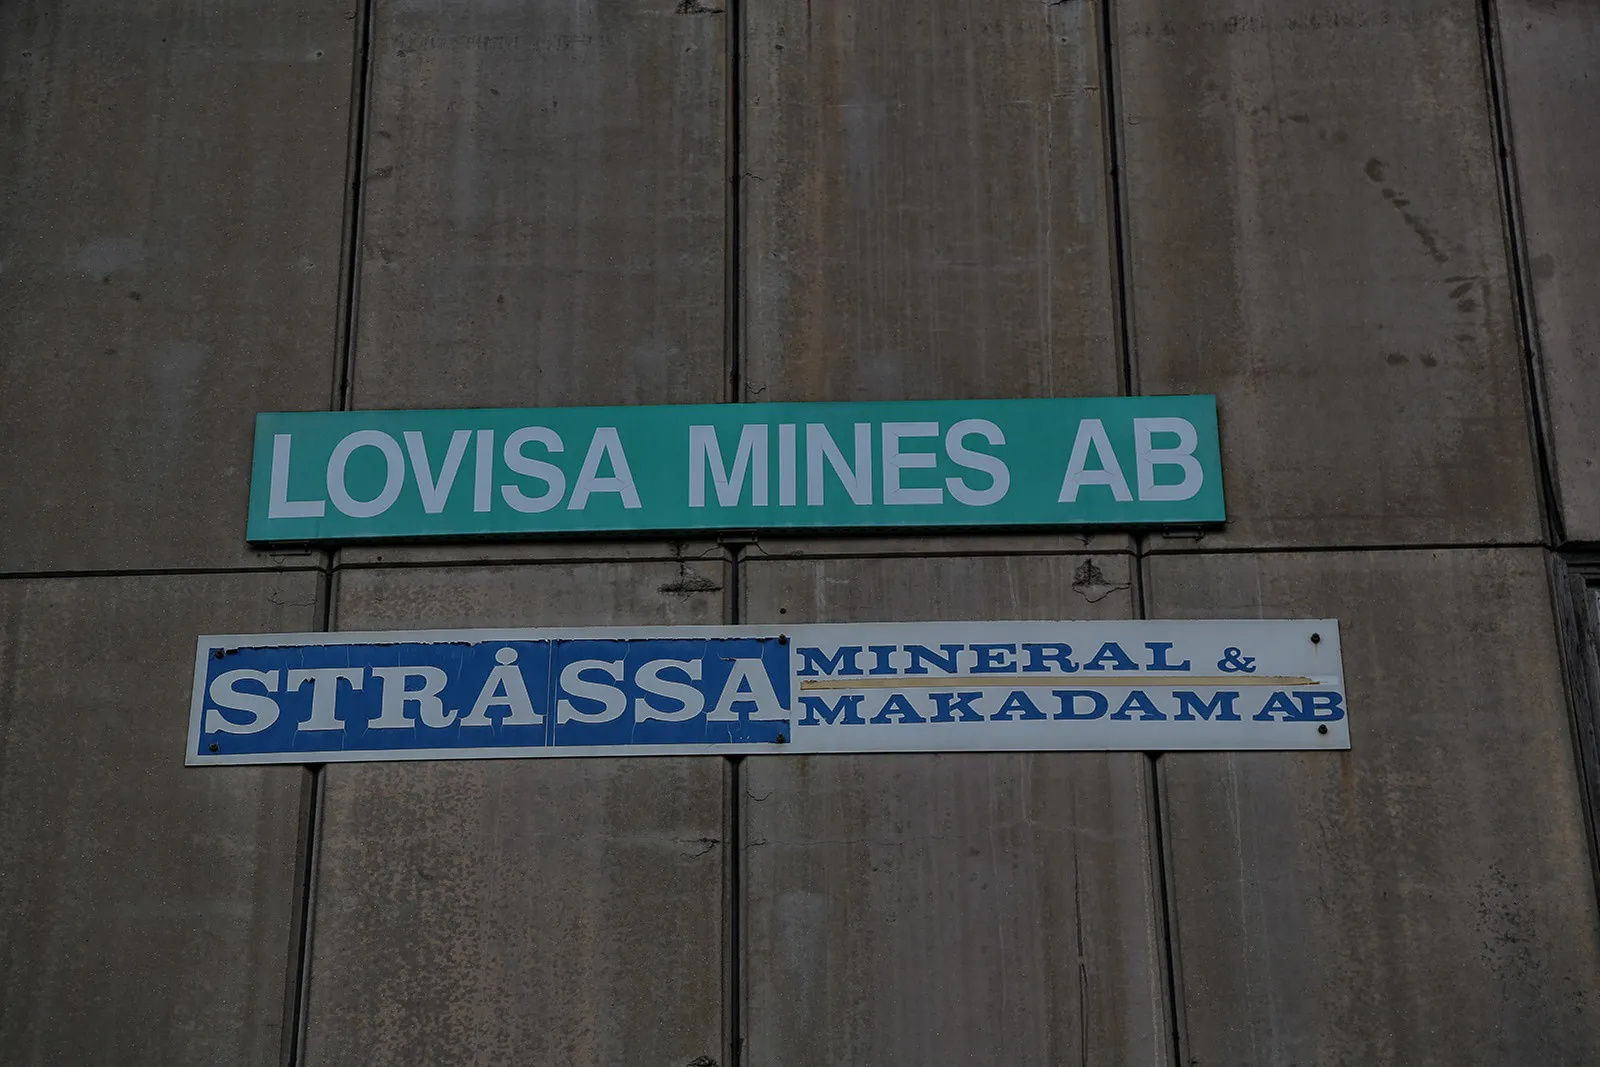 LOVISA MINES AB
STRÅSSA MINERAL &
MAKADAM AB